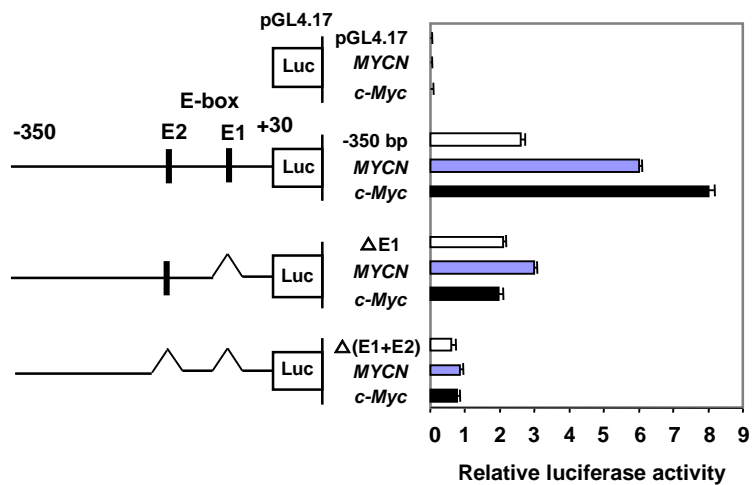 pGL4.17
Luc
pGL4.17
MYCN
c-Myc
E-box
-350
E2
E1
+30
Luc
-350 bp
MYCN
c-Myc
Luc
△E1
MYCN
c-Myc
Luc
△(E1+E2)
MYCN
c-Myc
0 1 2 3 4 5 6 7 8 9
Relative luciferase activity